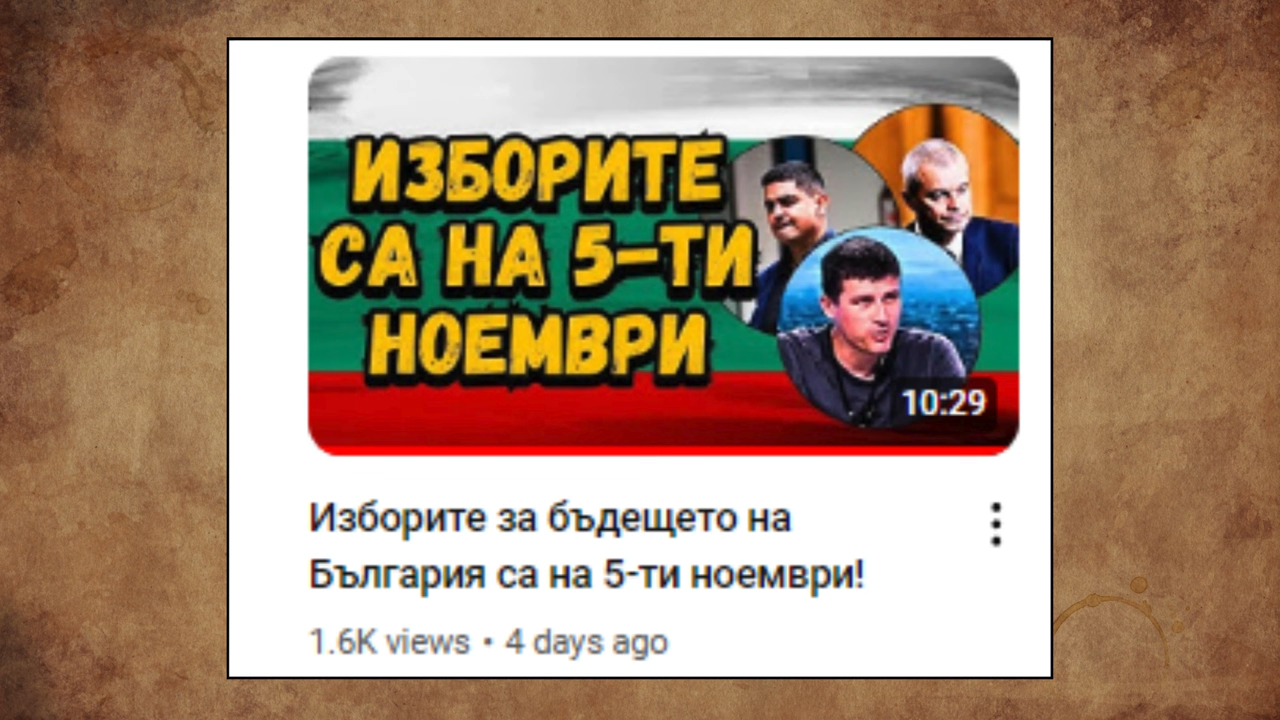 ИЗБОРИТЕ
СА НА 5-ТИ
НОЕМВРИ
10:29
Изборите за бъдещето на
България са на 5-ти ноември!
1.6K views • 4 days ago